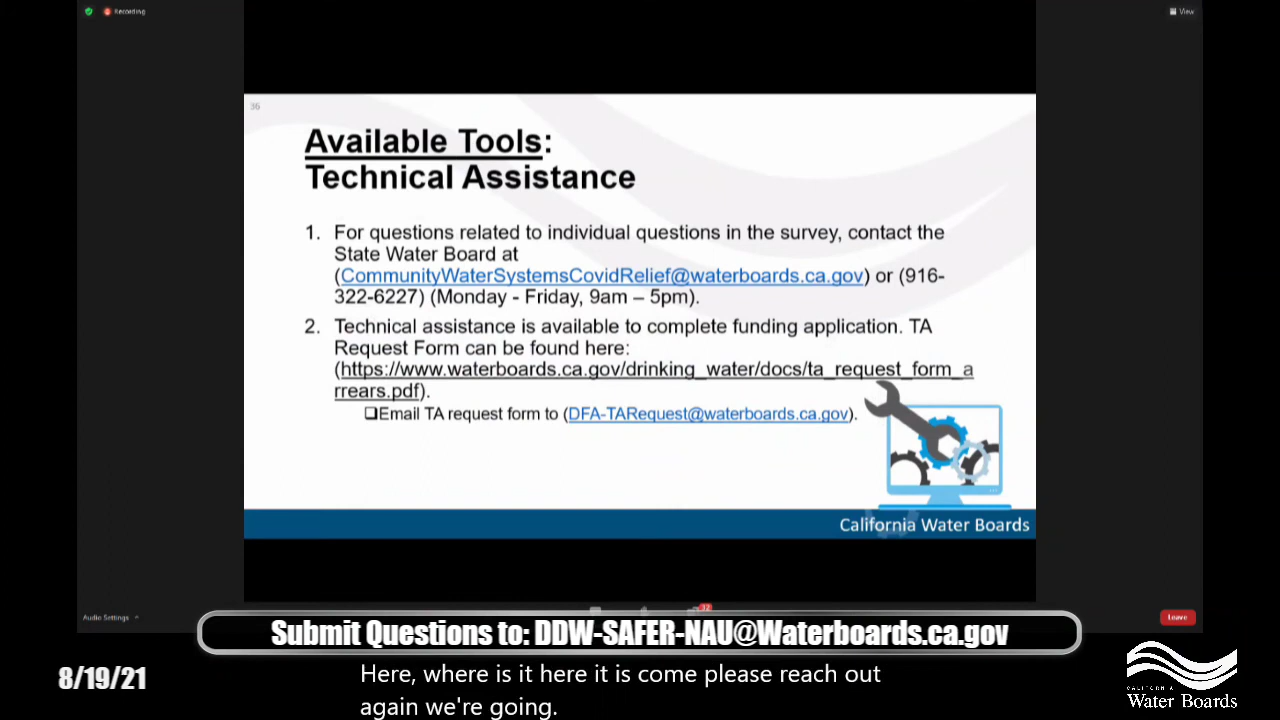 Recording
View
36
Available Tools:
Technical Assistance
1. For questions related to individual questions in the survey, contact the
State Water Board at
(CommunityWaterSystemsCovidRelief@waterboards.ca.gov) or (916-
322-6227) (Monday - Friday, 9am – 5pm).
2. Technical assistance is available to complete funding application. TA
Request Form can be found here:
(https://www.waterboards.ca.gov/drinking_water/docs/ta_request_form_a
rrears.pdf).
❑Email TA request form to (DFA-TARequest@waterboards.ca.gov).
California Water Boards
32
Audio Settings
Leave
Submit Questions to: DDW-SAFER-NAU@Waterboards.ca.gov
8/19/21
Here, where is it here it is come please reach out
again we're going.
CALIFORNIA
Water Boards